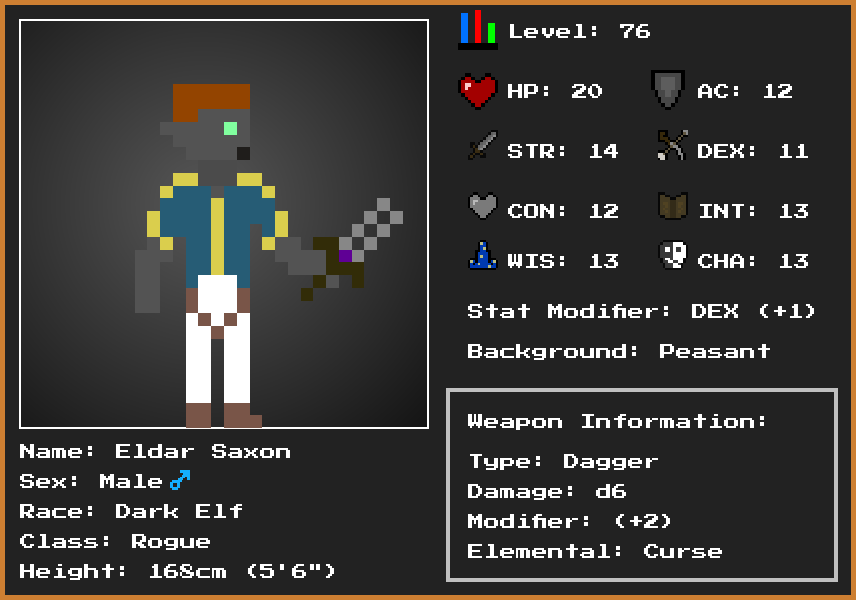 Level: 76
HP: 20
AC: 12
STR: 14
DEX: 11
CON: 12
INT: 13
WIS: 13
CHA: 13
Stat Modifier: DEX (+1)
Background: Peasant
Weapon Information:
Type: Dagger
Damage: d6
Modifier: (+2)
Elemental: Curse
Name: Eldar Saxon
Sex: Male ♂
Race: Dark Elf
Class: Rogue
Height: 168cm (5'6")